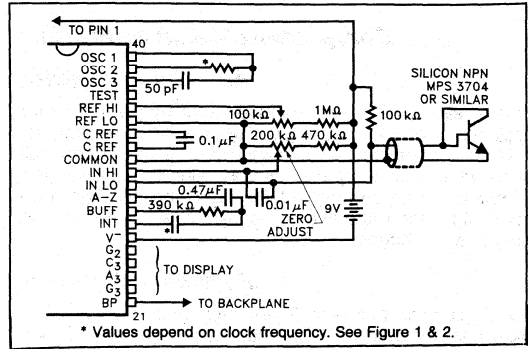 TO PIN 1
40
OSC 1
OSC 2
*
OSC 3
50 pF
TEST
REF HI
100 kΩ
1MΩ
REF LO
100 kΩ
SILICON NPN
MPS 3704
OR SIMILAR
C REF
200 kΩ
470 kΩ
C REF
0.1 μF
COMMON
IN HI
IN LO
0.47μF
0.01μF
A-Z
390 kΩ
BUFF
ZERO
ADJUST
9V
INT
*
V⁻
G2
C3
TO DISPLAY
A3
G3
BP
TO BACKPLANE
21
* Values depend on clock frequency. See Figure 1 & 2.